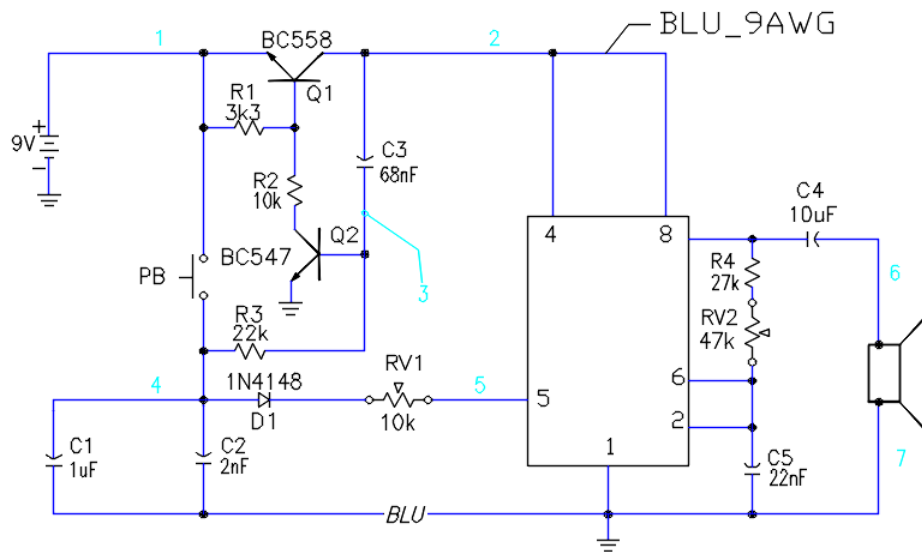 1
BC558
2
BLU_9AWG
Q1
R1
3k3
9V
+
-
C3
68nF
R2
10k
Q2
BC547
3
PB
4
8
C4
10uF
R4
27k
6
RV2
47k
R3
22k
RV1
10k
4
1N4148
D1
5
5
6
2
1
C1
1uF
C2
2nF
C5
22nF
7
BLU